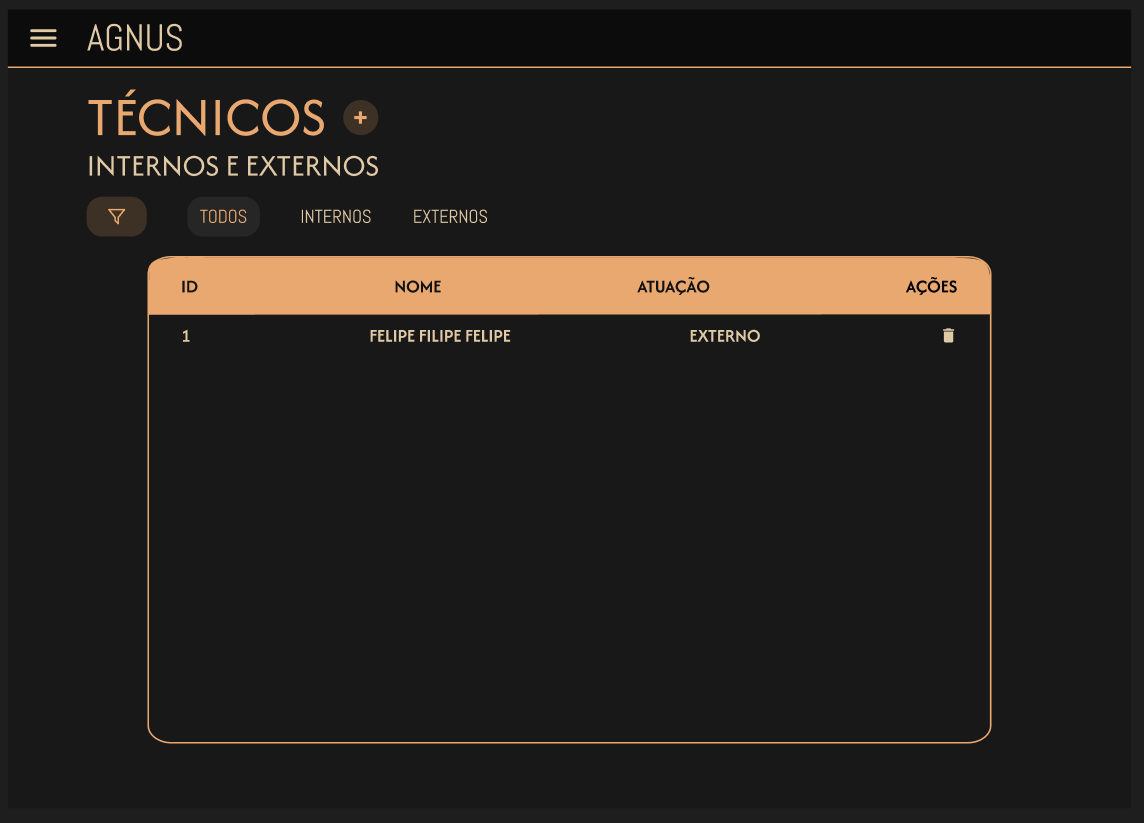 AGNUS
TÉCNICOS +
INTERNOS E EXTERNOS
TODOS INTERNOS EXTERNOS
ID NOME ATUAÇÃO AÇÕES
1 FELIPE FILIPE FELIPE EXTERNO